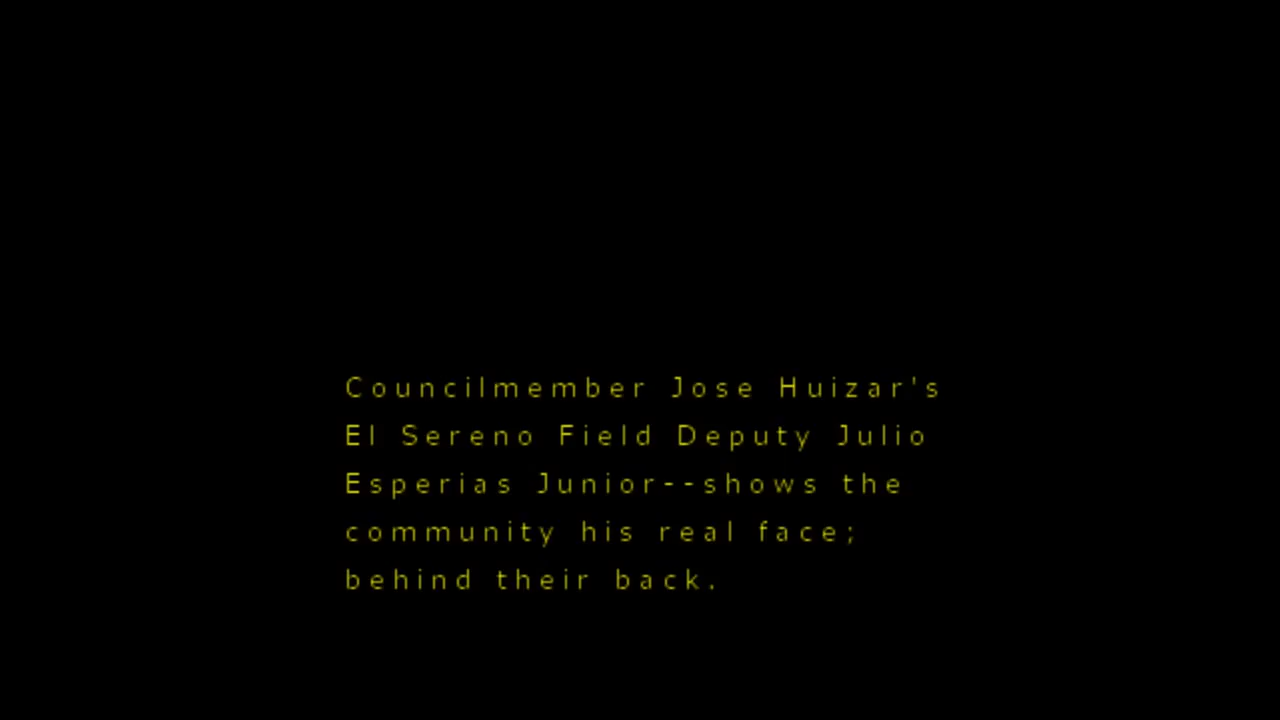 Councilmember Jose Huizar's
El Sereno Field Deputy Julio
Esperias Junior--shows the
community his real face;
behind their back.